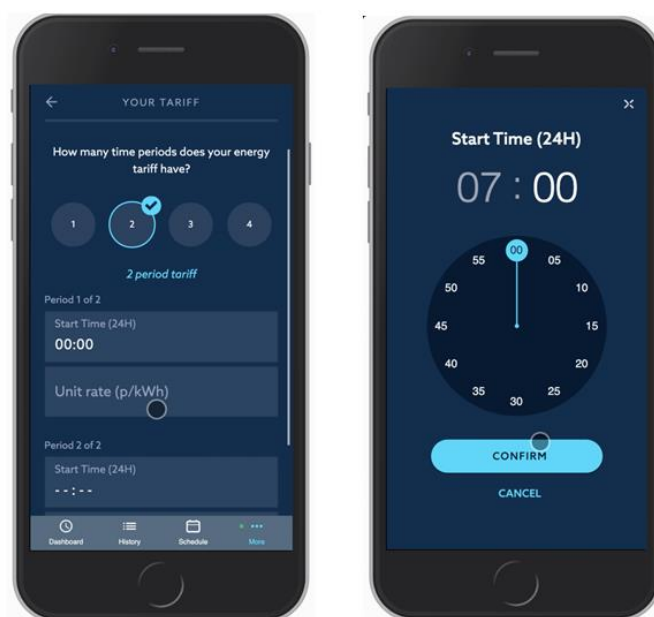 YOUR TARIFF
How many time periods does your energy
tariff have?
1 2 3 4
2 period tariff
Period 1 of 2
Start Time (24H)
00:00
Unit rate (p/kWh)
Period 2 of 2
Start Time (24H)
--:--
Dashboard History Schedule More
Start Time (24H)
07 : 00
00
55 05
50 10
45 15
40 20
35 25
30
CONFIRM
CANCEL